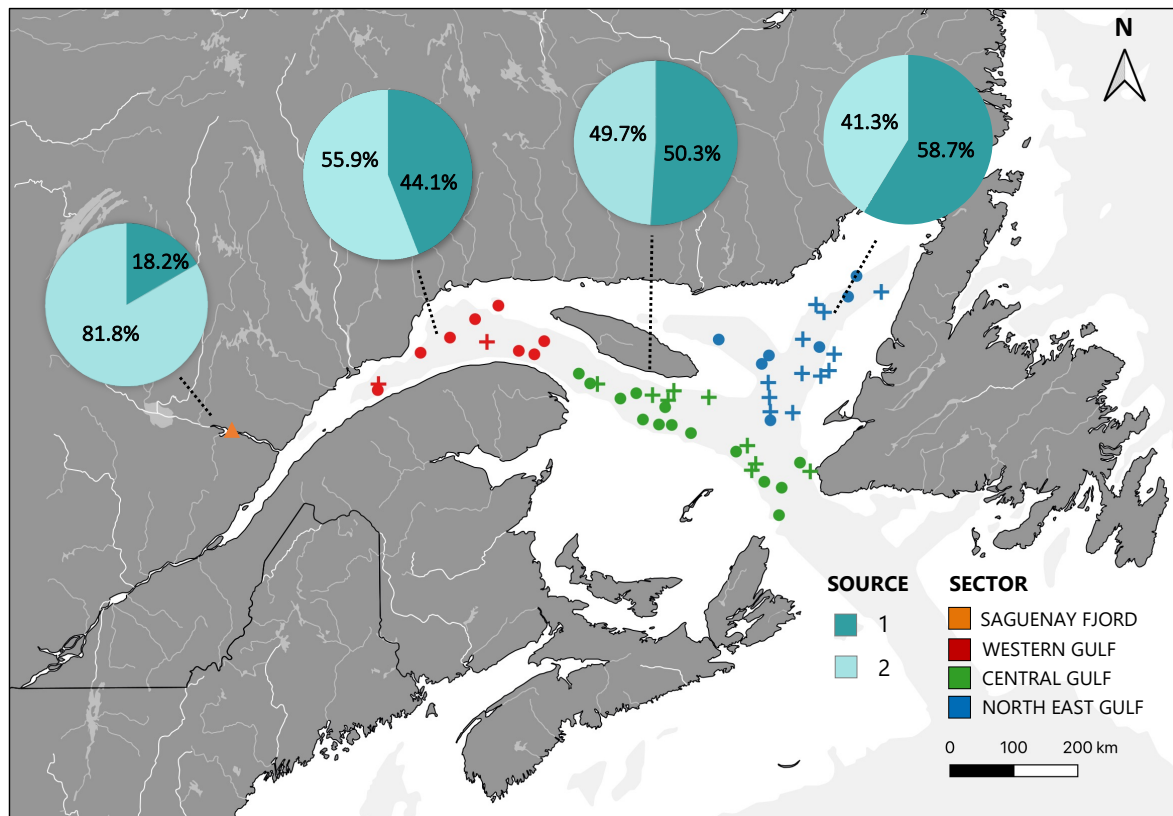 N
41.3%
58.7%
49.7%
50.3%
55.9%
44.1%
18.2%
81.8%
SOURCE
1
2
SECTOR
SAGUENAY FJORD
WESTERN GULF
CENTRAL GULF
NORTH EAST GULF
0 100 200 km